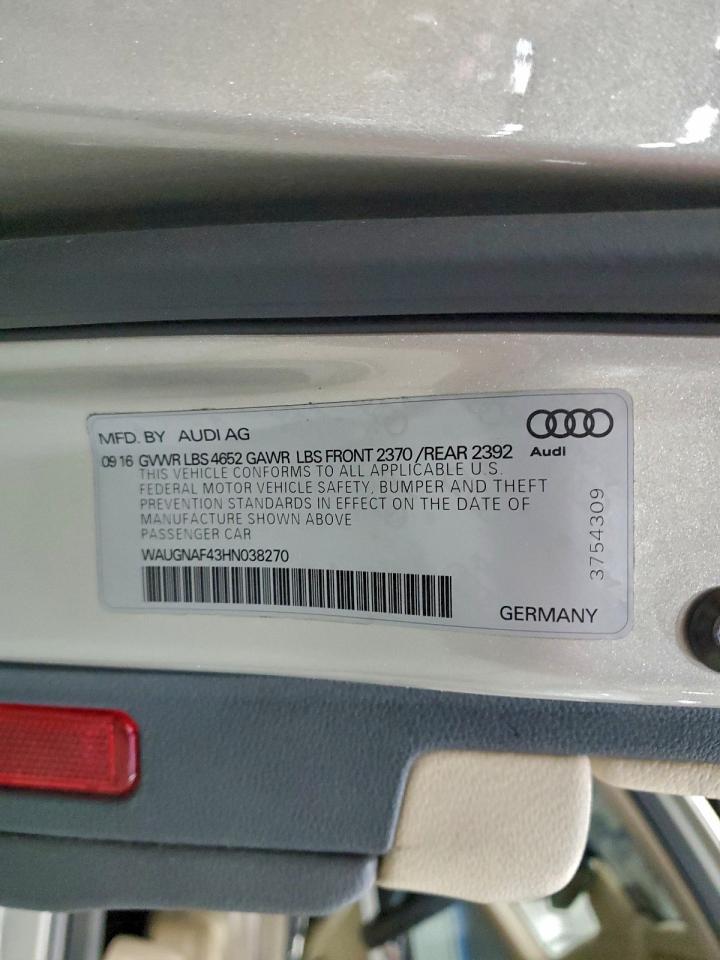 MFD. BY AUDI AG
Audi
09 16 GVWR LBS 4652 GAWR LBS FRONT 2370 /REAR 2392
THIS VEHICLE CONFORMS TO ALL APPLICABLE U.S.
FEDERAL MOTOR VEHICLE SAFETY, BUMPER AND THEFT
PREVENTION STANDARDS IN EFFECT ON THE DATE OF
MANUFACTURE SHOWN ABOVE
PASSENGER CAR
WAUGNAF43HN038270
3754309
GERMANY